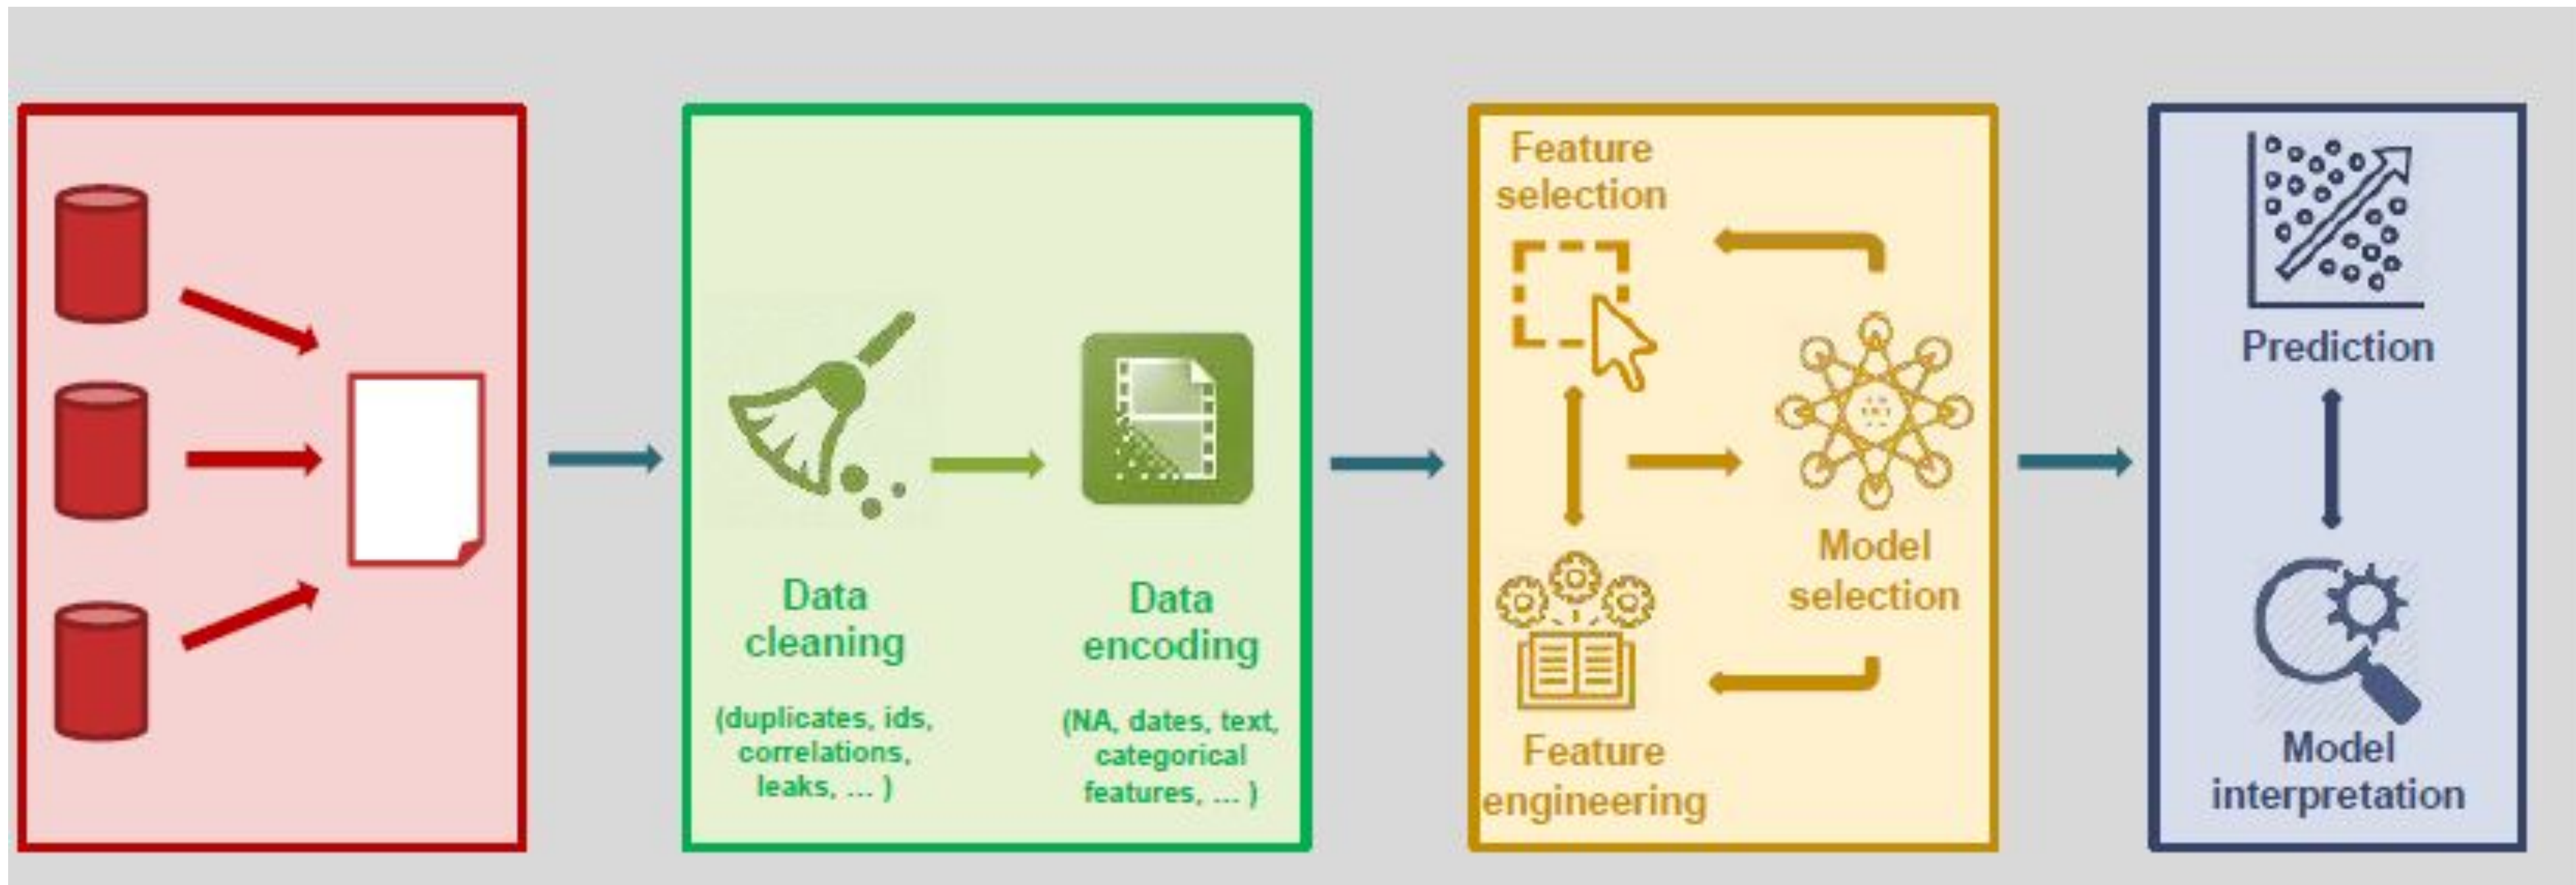 Data
cleaning
(duplicates, ids,
correlations,
leaks, ... )
Data
encoding
(NA, dates, text,
categorical
features, ... )
Feature
selection
Model
selection
Feature
engineering
Prediction
Model
interpretation